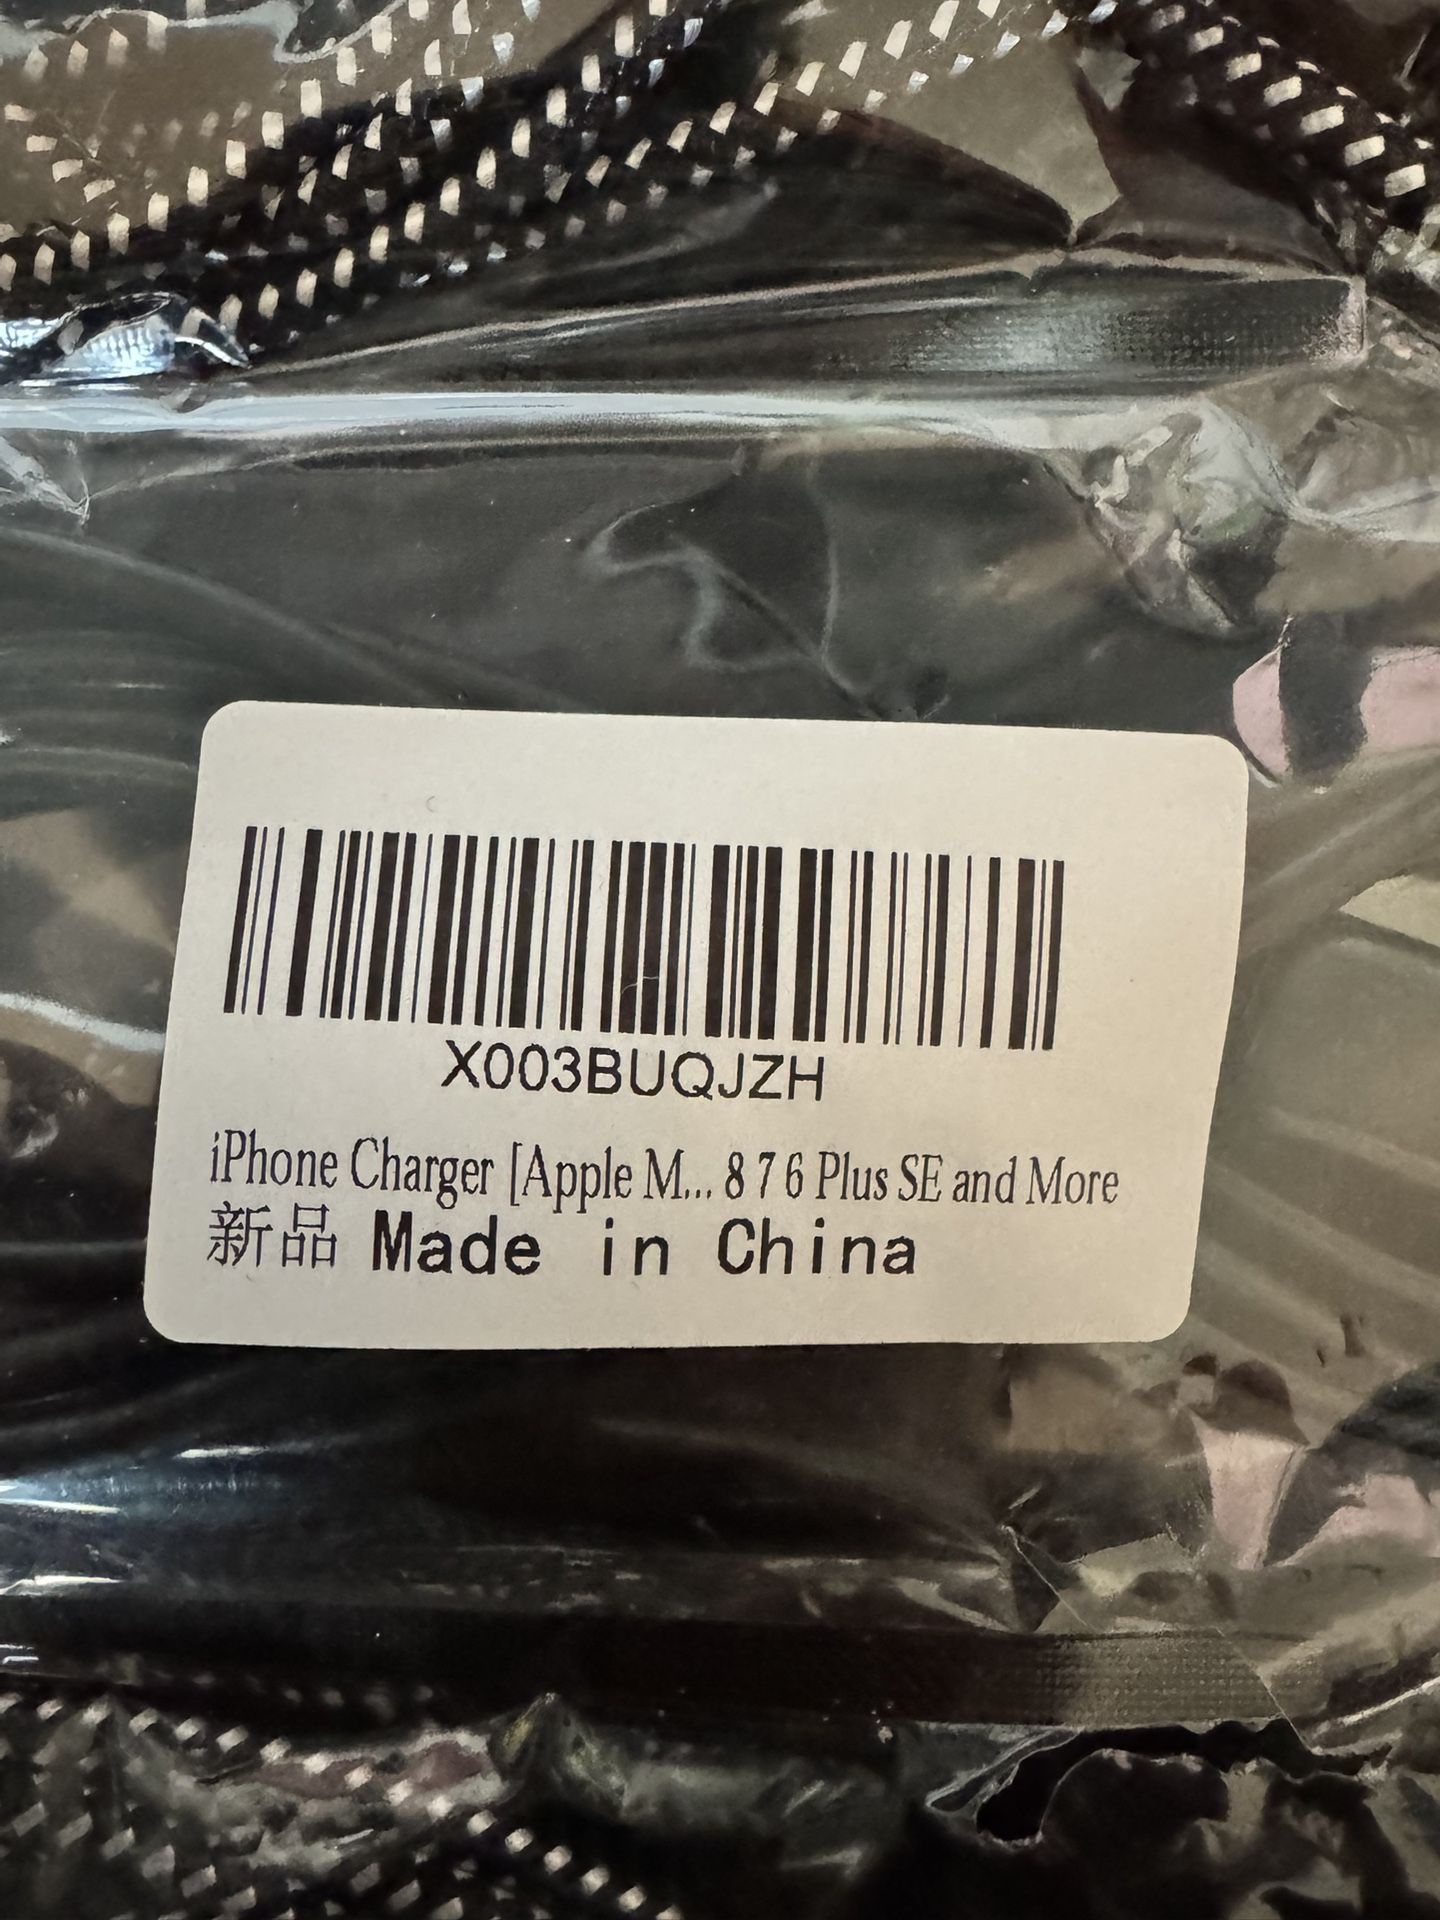 X003BUQJZH
iPhone Charger [Apple M... 8 7 6 Plus SE and More
新品 Made in China